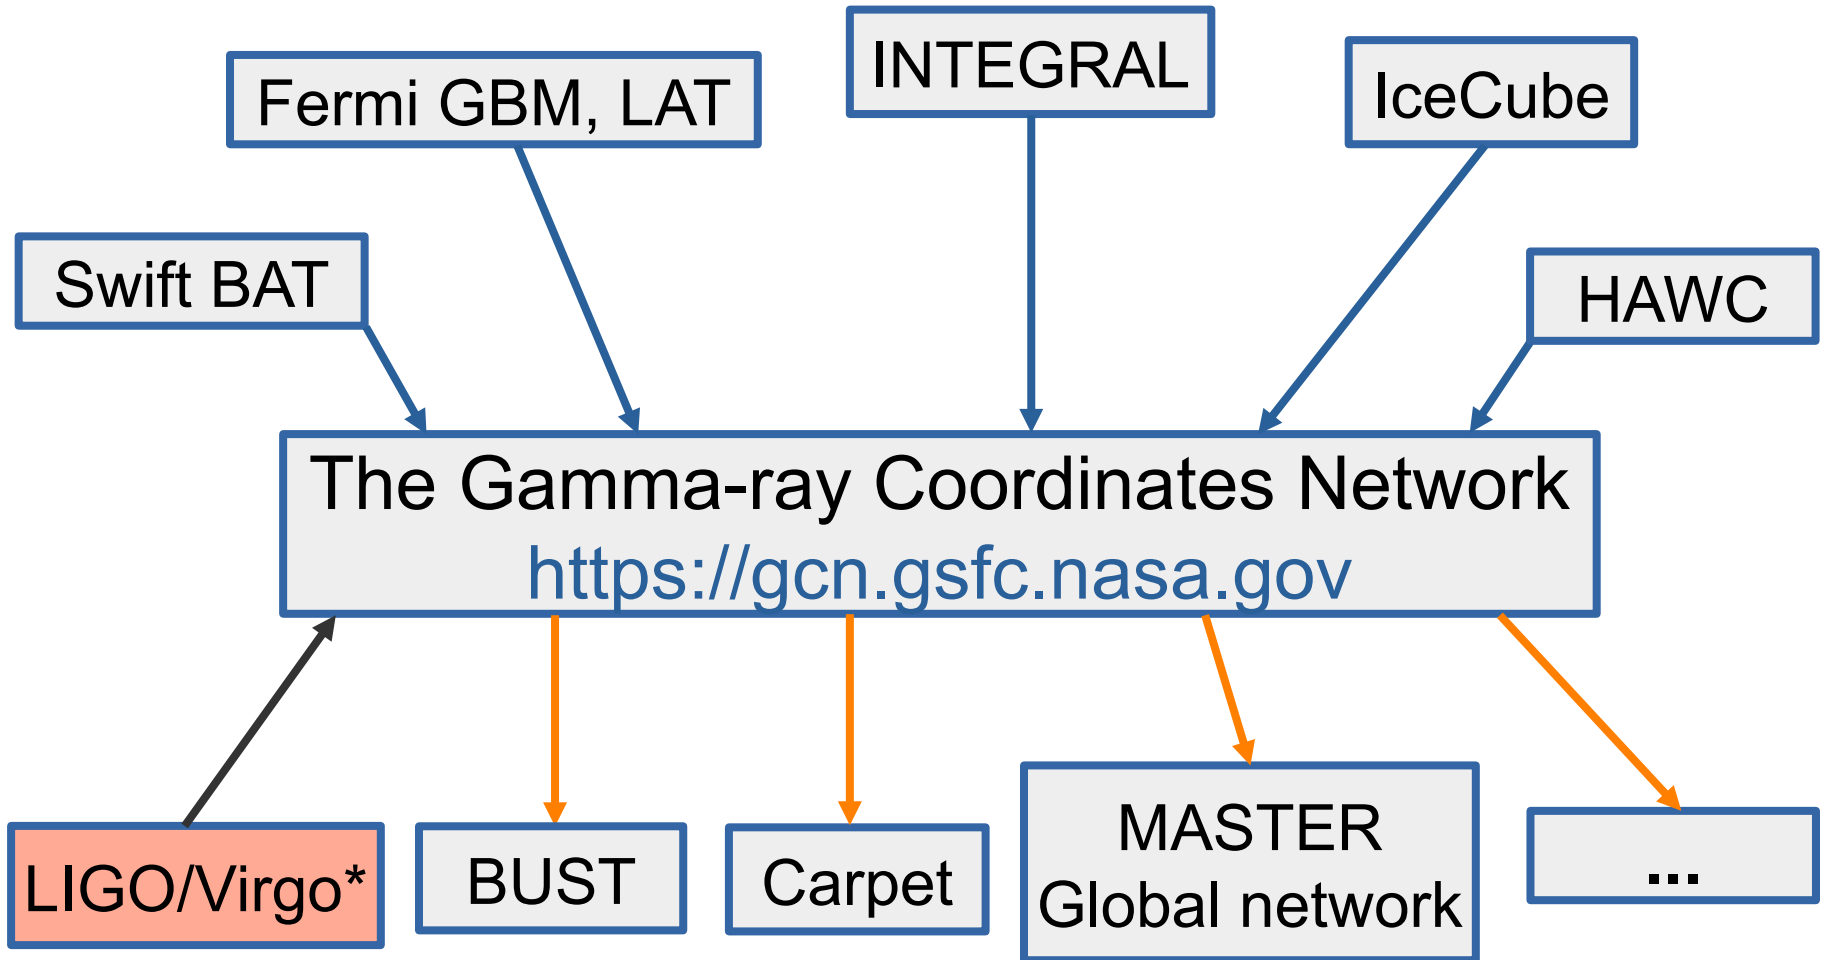 INTEGRAL
Fermi GBM, LAT
IceCube
Swift BAT
HAWC
The Gamma-ray Coordinates Network
https://gcn.gsfc.nasa.gov
LIGO/Virgo*
BUST
Carpet
MASTER
Global network
...